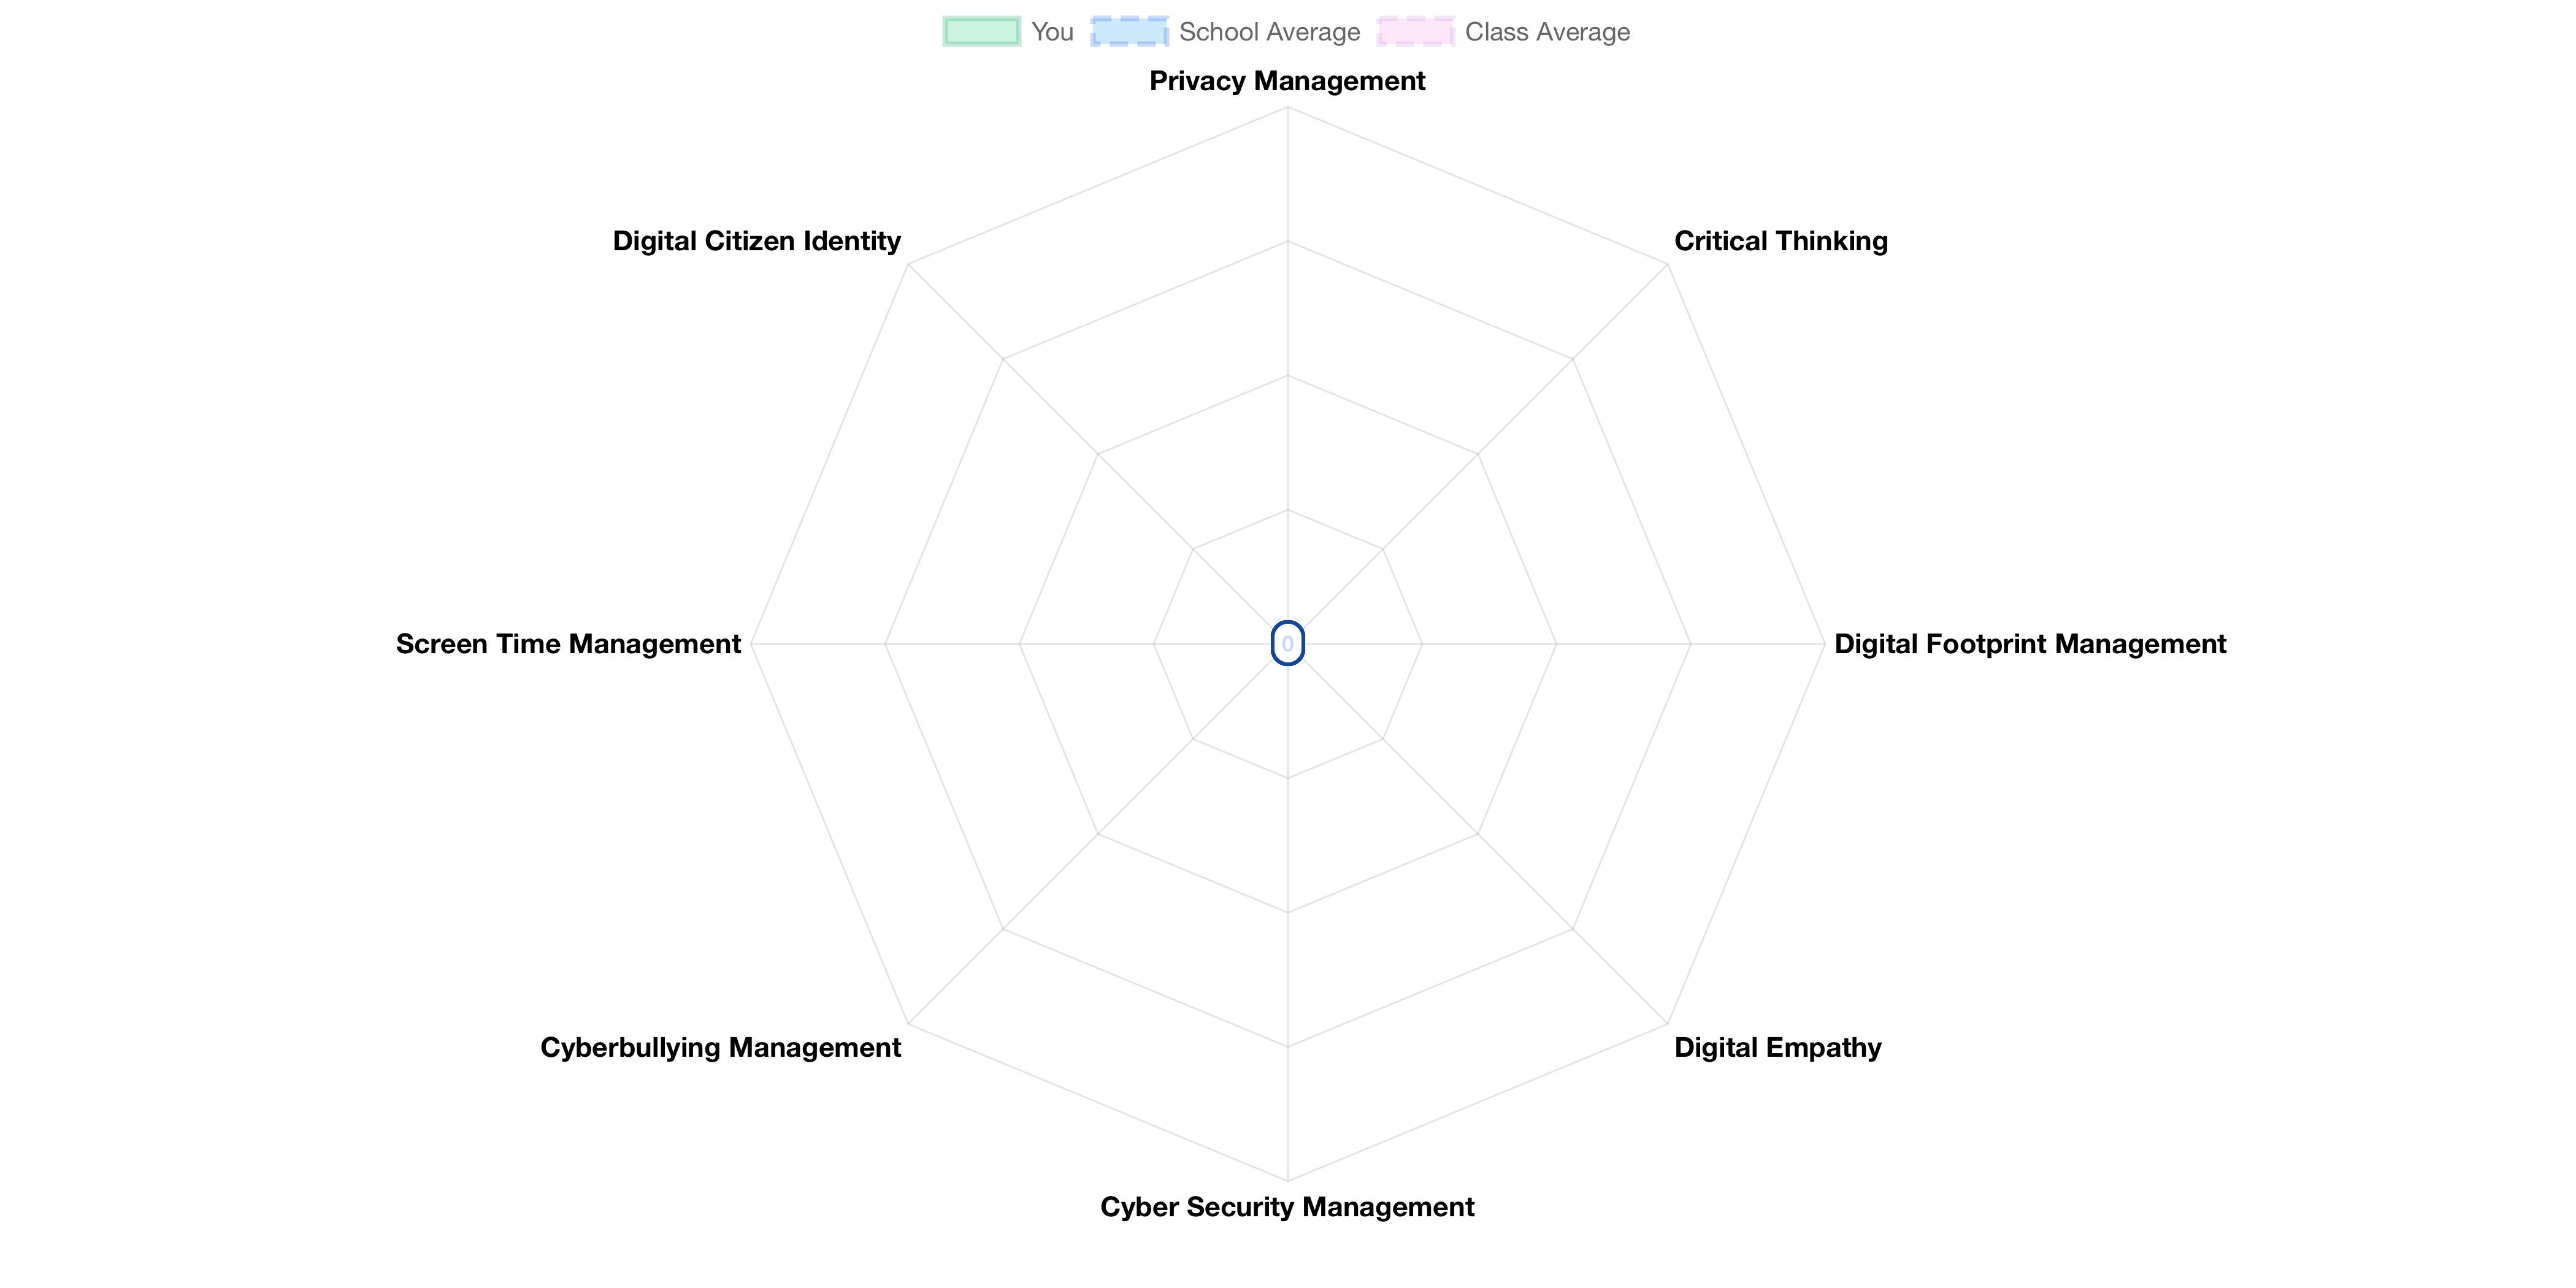 You
School Average
Class Average
Privacy Management
Digital Citizen Identity
Critical Thinking
Screen Time Management
0
Digital Footprint Management
Cyberbullying Management
Digital Empathy
Cyber Security Management